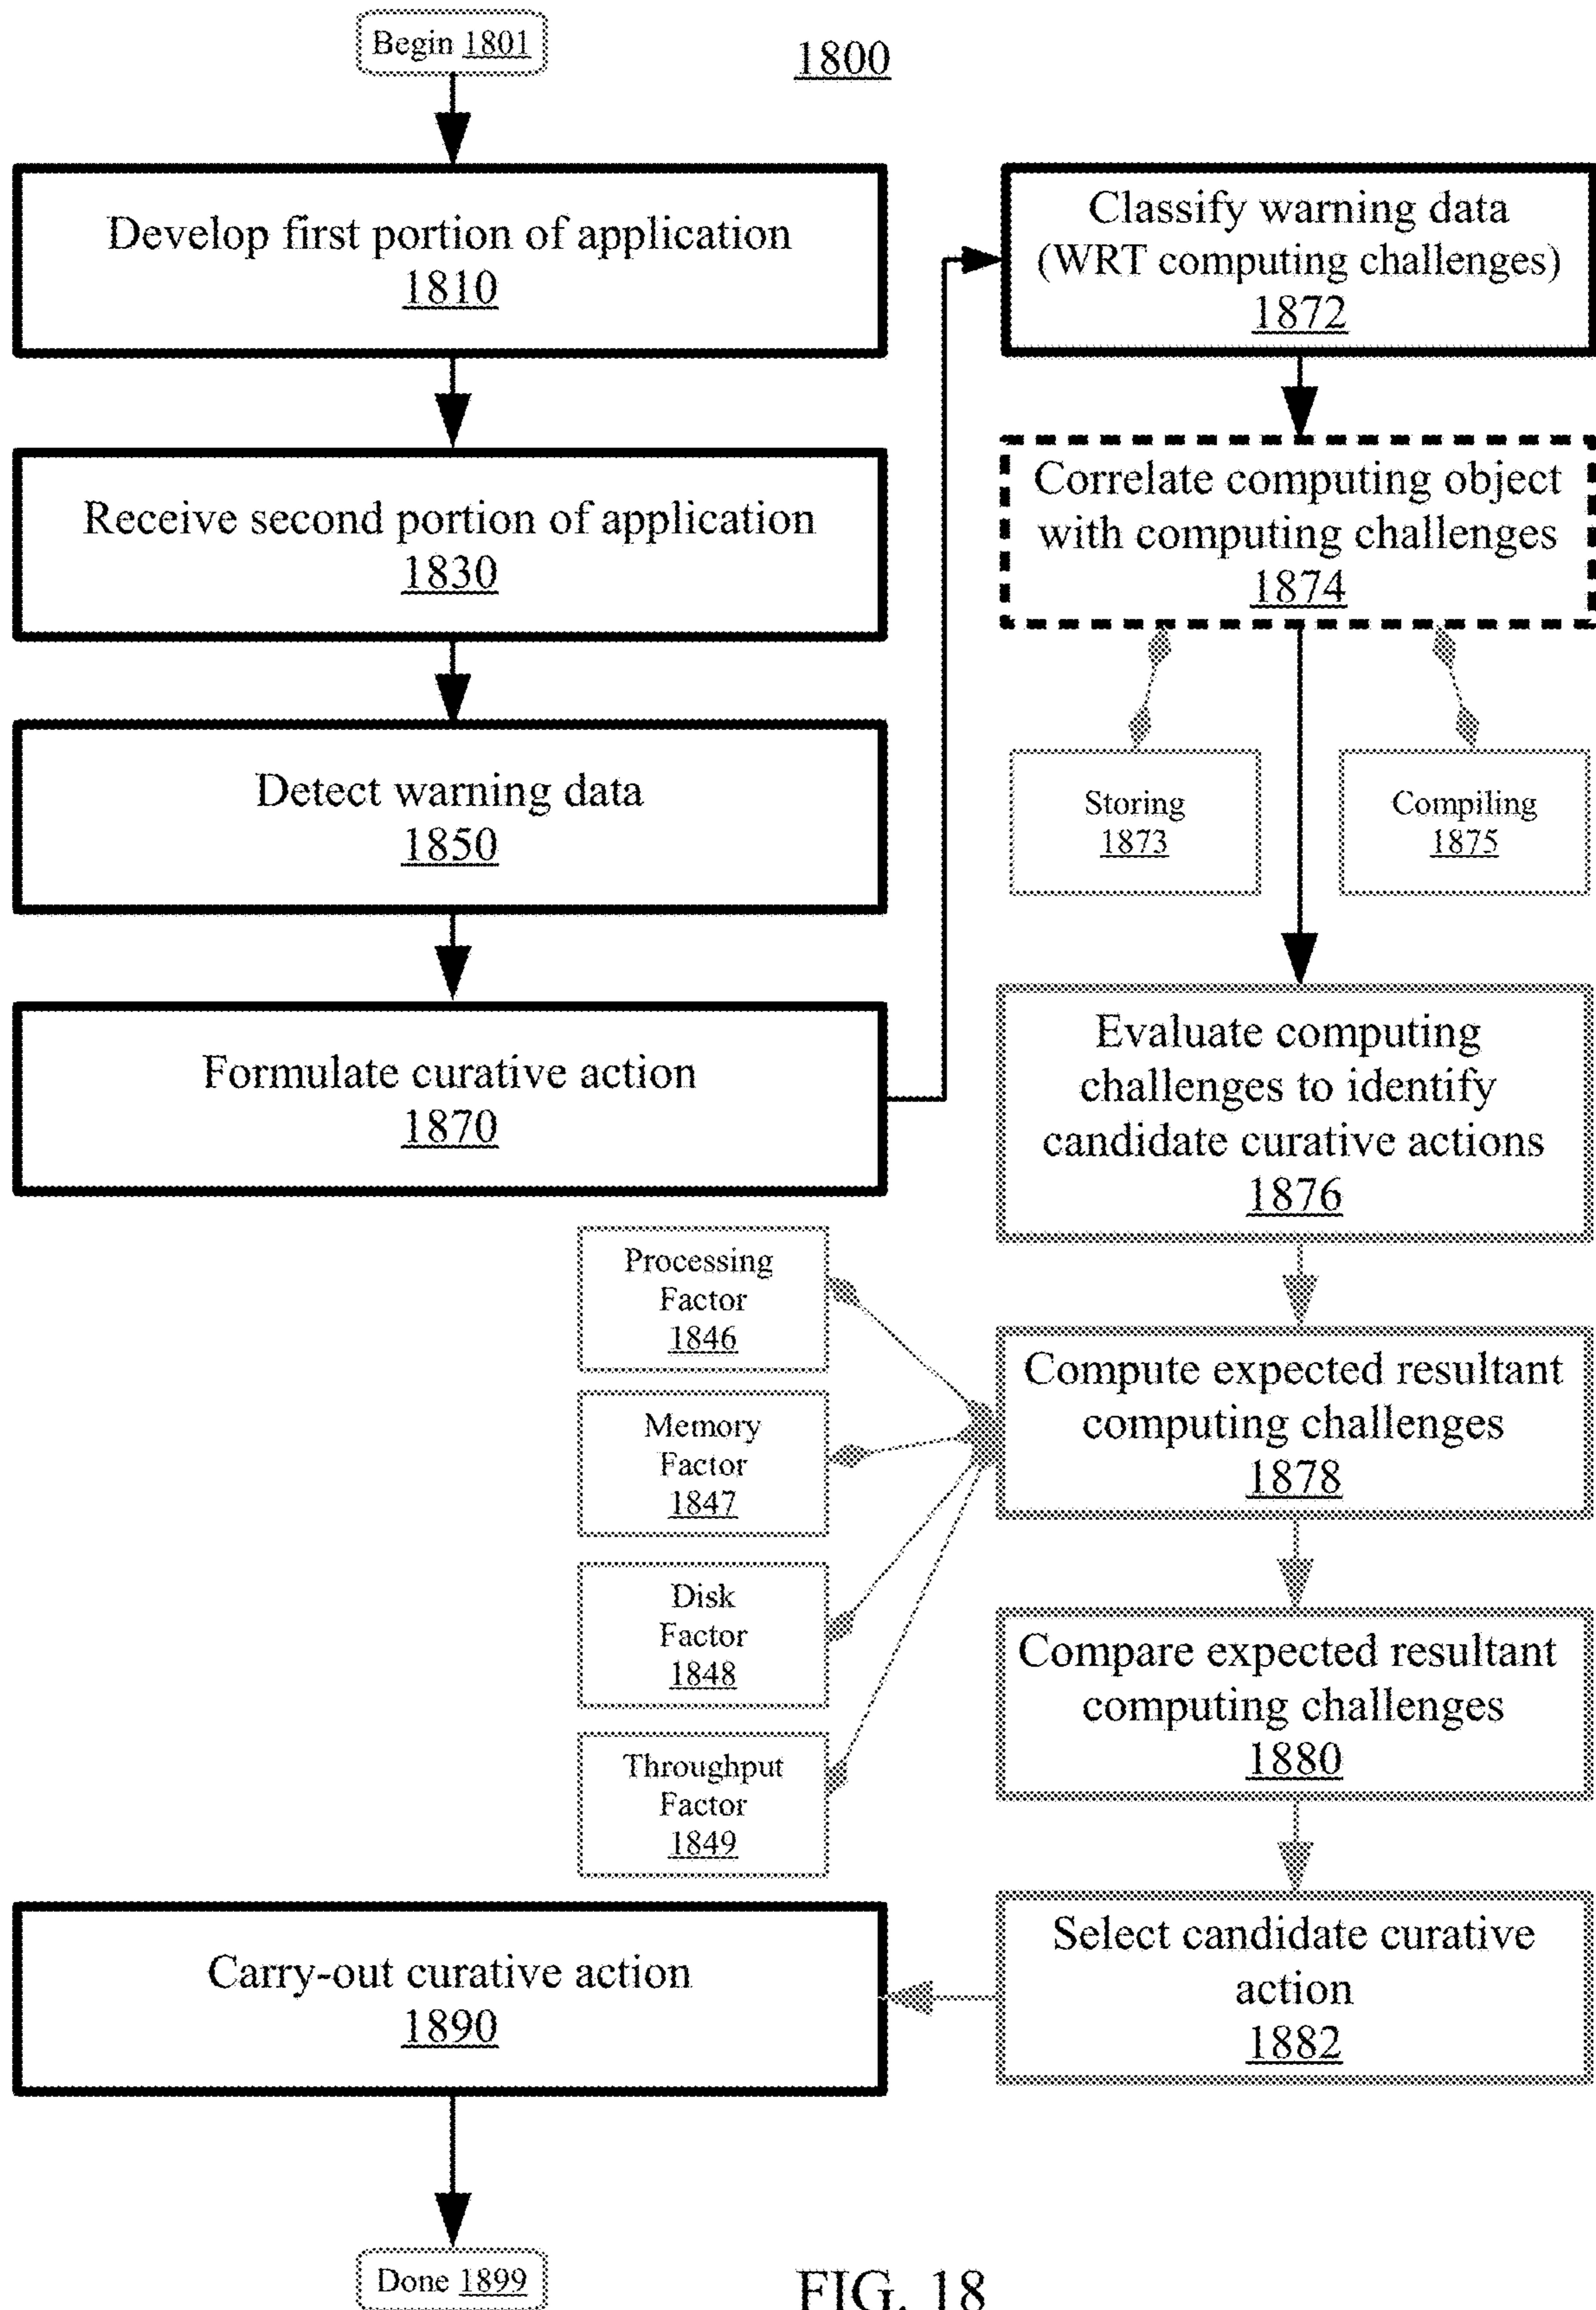 Begin 1801
1800
Develop first portion of application
1810
Receive second portion of application
1830
Detect warning data
1850
Formulate curative action
1870
Classify warning data
(WRT computing challenges)
1872
Correlate computing object
with computing challenges
1874
Storing
1873
Compiling
1875
Evaluate computing
challenges to identify
candidate curative actions
1876
Processing
Factor
1846
Memory
Factor
1847
Disk
Factor
1848
Throughput
Factor
1849
Compute expected resultant
computing challenges
1878
Compare expected resultant
computing challenges
1880
Select candidate curative
action
1882
Carry-out curative action
1890
Done 1899
FIG. 18